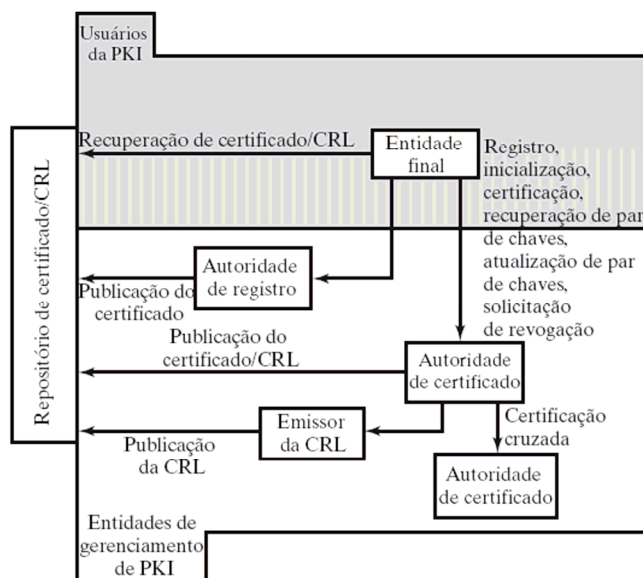 Usuários
da PKI
Repositório de certificado/CRL
Recuperação de certificado/CRL
Entidade
final
Registro,
inicialização,
certificação,
recuperação de par
de chaves,
atualização de par
de chaves,
solicitação
de revogação
Autoridade
de registro
Publicação do
certificado
Publicação do
certificado/CRL
Autoridade
de certificado
Emissor
da CRL
Publicação
da CRL
Certificação
cruzada
Autoridade
de certificado
Entidades de
gerenciamento
de PKI